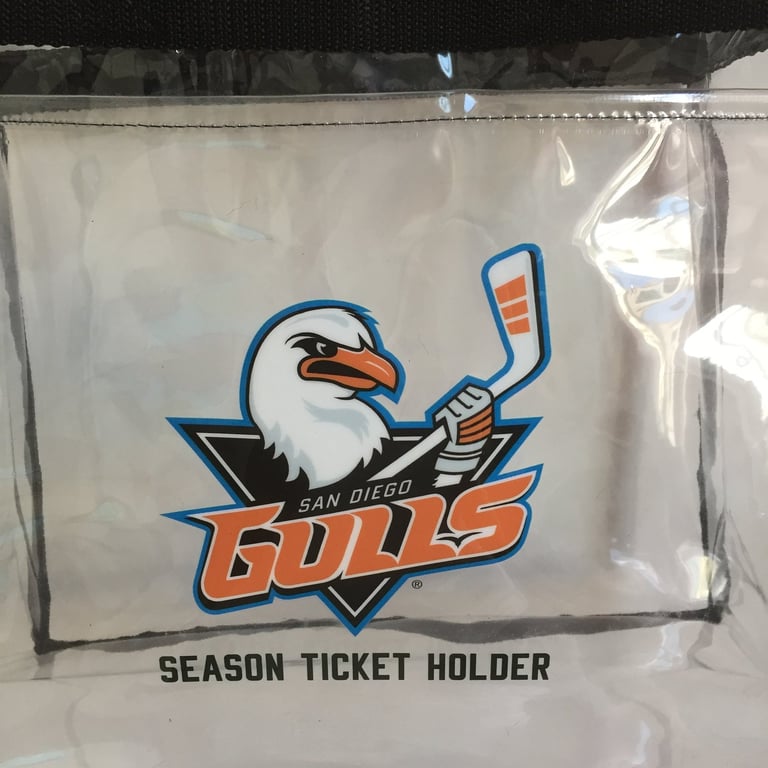 SAN DIEGO
GULLS
®
SEASON TICKET HOLDER